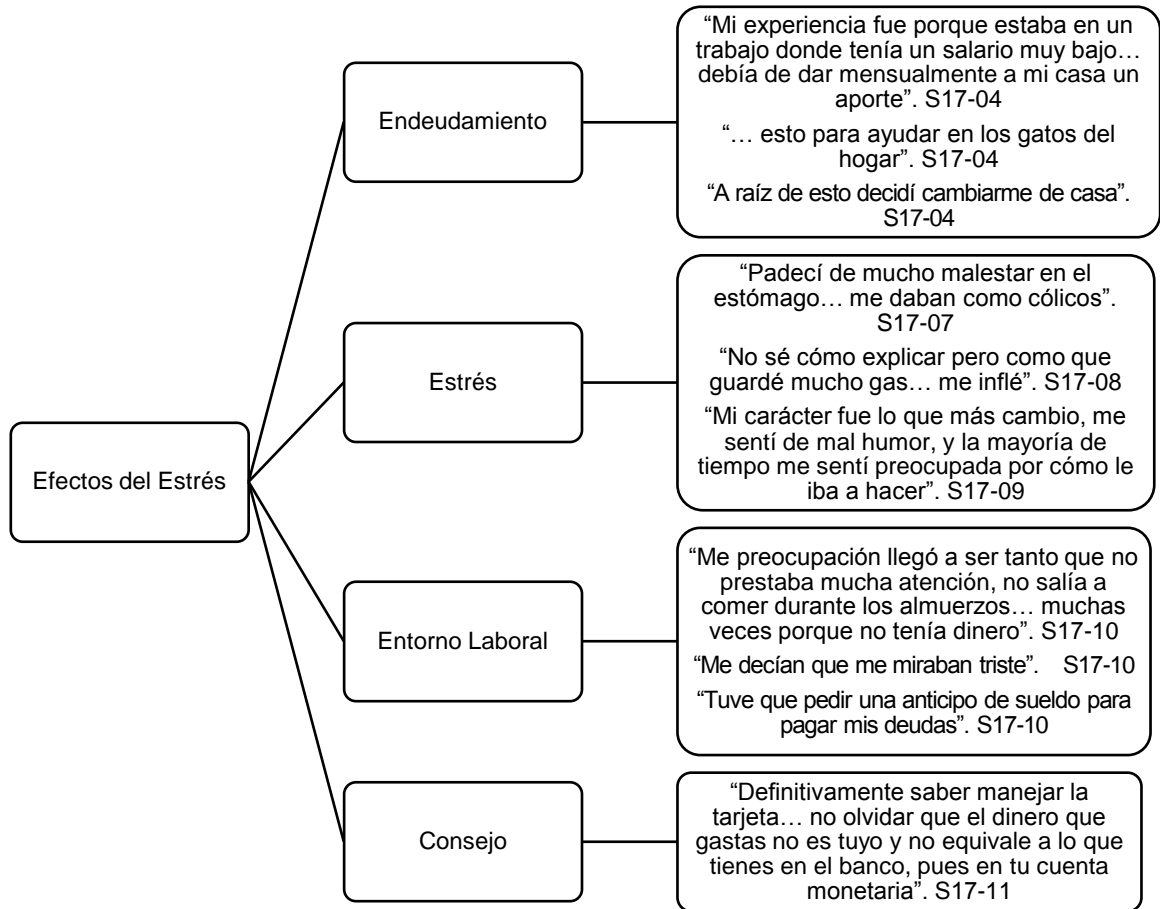 “Mi experiencia fue porque estaba en un
trabajo donde tenía un salario muy bajo…
debía de dar mensualmente a mi casa un
aporte”. S17-04
Endeudamiento
“… esto para ayudar en los gatos del
hogar”. S17-04
“A raíz de esto decidí cambiarme de casa”.
S17-04
“Padecí de mucho malestar en el
estómago… me daban como cólicos”.
S17-07
Estrés
“No sé cómo explicar pero como que
guardé mucho gas… me inflé”. S17-08
“Mi carácter fue lo que más cambio, me
sentí de mal humor, y la mayoría de
tiempo me sentí preocupada por cómo le
iba a hacer”. S17-09
Efectos del Estrés
“Me preocupación llegó a ser tanto que no
prestaba mucha atención, no salía a
comer durante los almuerzos… muchas
veces porque no tenía dinero”. S17-10
Entorno Laboral
“Me decían que me miraban triste”. S17-10
“Tuve que pedir una anticipo de sueldo para
pagar mis deudas”. S17-10
“Definitivamente saber manejar la
tarjeta… no olvidar que el dinero que
gastas no es tuyo y no equivale a lo que
tienes en el banco, pues en tu cuenta
monetaria”. S17-11
Consejo